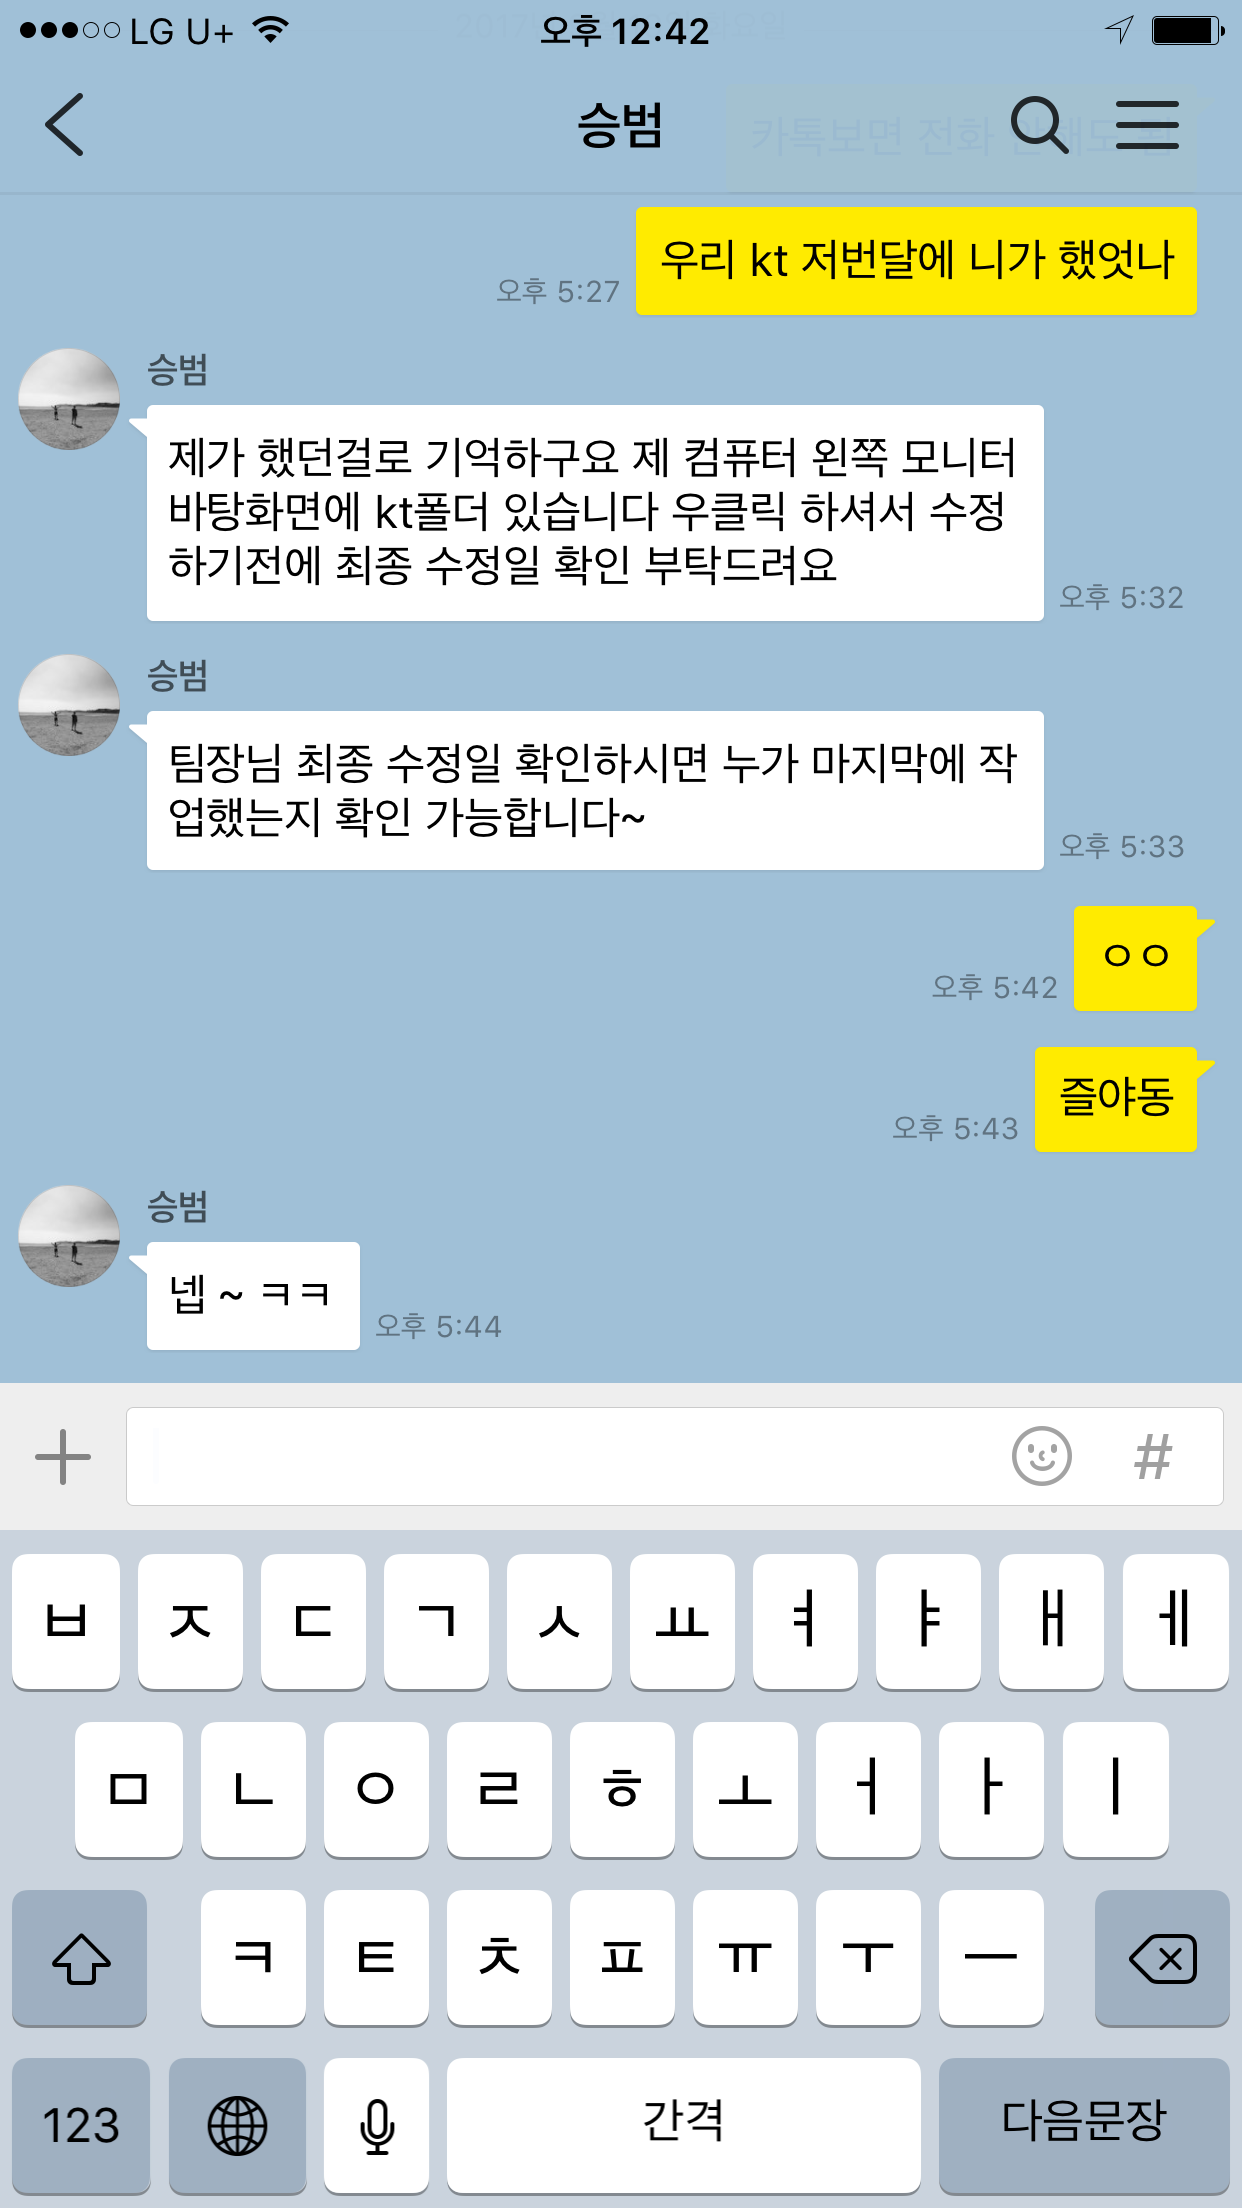 LG U+ 오후 12:42
승범
카톡보면 전화
우리 kt 저번달에 니가 했엇나
오후 5:27
승범
제가 했던걸로 기억하구요 제 컴퓨터 왼쪽 모니터
바탕화면에 kt폴더 있습니다 우클릭 하셔서 수정
하기전에 최종 수정일 확인 부탁드려요
오후 5:32
승범
팀장님 최종 수정일 확인하시면 누가 마지막에 작
업했는지 확인 가능합니다~
오후 5:33
ㅇㅇ
오후 5:42
즐야동
오후 5:43
승범
넵 ~ ㅋㅋ
오후 5:44
#
ㅂ ㅈ ㄷ ㄱ ㅅ ㅛ ㅕ ㅑ ㅐ ㅔ
ㅁ ㄴ ㅇ ㄹ ㅎ ㅗ ㅓ ㅏ ㅣ
ㅋ ㅌ ㅊ ㅍ ㅠ ㅜ ㅡ
123 간격 다음문장